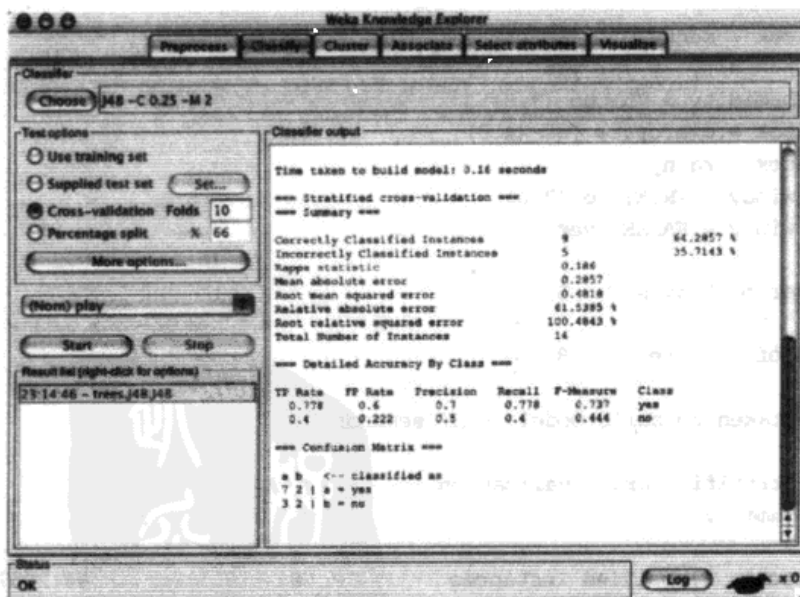 Weka Knowledge Explorer
Preprocess Classify Cluster Associate Select attributes Visualize
Classifier
Choose J48 -C 0.25 -M 2
Test options
Use training set
Supplied test set Set...
Cross-validation Folds 10
Percentage split % 66
More options...
(Nom) play
Start Stop
Result list (right-click for options)
23:14:46 - trees.j48.J48
Classifier output
Time taken to build model: 0.16 seconds
=== Stratified cross-validation ===
=== Summary ===
Correctly Classified Instances 9 64.2857 %
Incorrectly Classified Instances 5 35.7143 %
Kappa statistic 0.186
Mean absolute error 0.2857
Root mean squared error 0.4818
Relative absolute error 61.5385 %
Root relative squared error 100.4843 %
Total Number of Instances 14
=== Detailed Accuracy By Class ===
TP Rate FP Rate Precision Recall F-Measure Class
0.778 0.6 0.7 0.778 0.737 yes
0.4 0.222 0.5 0.4 0.444 no
=== Confusion Matrix ===
a b <-- classified as
7 2 | a = yes
3 2 | b = no
Status
OK
Log
x 0